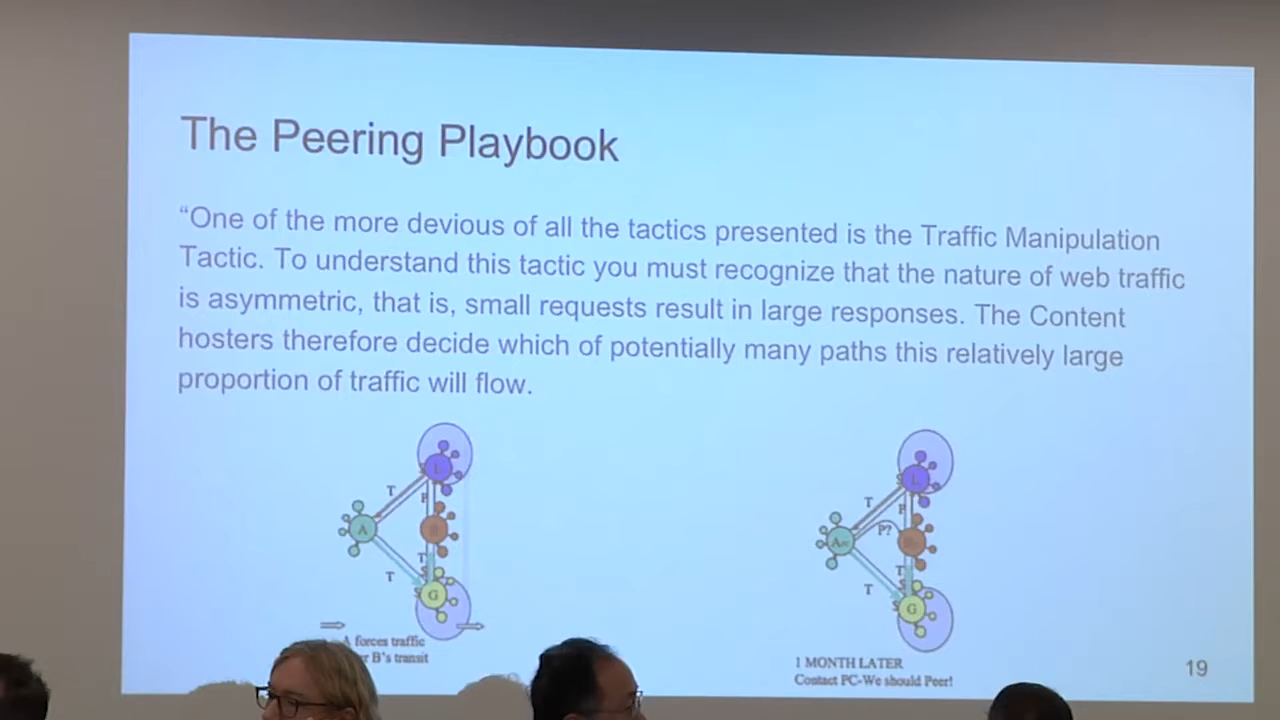 The Peering Playbook
“One of the more devious of all the tactics presented is the Traffic Manipulation
Tactic. To understand this tactic you must recognize that the nature of web traffic
is asymmetric, that is, small requests result in large responses. The Content
hosters therefore decide which of potentially many paths this relatively large
proportion of traffic will flow.
L
T
P
A
T
T
G
A forces traffic
B's transit
L
T
P
P?
T
T
G
1 MONTH LATER
Contact PC-We should Peer!
19